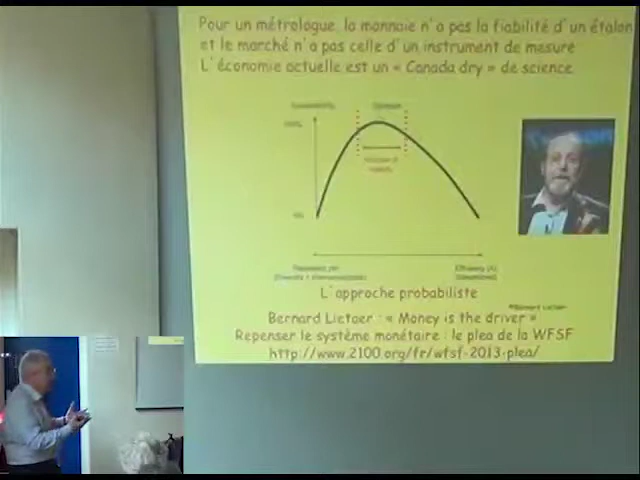 Pour un métrologue, la monnaie n'a pas la fiabilité d'un étalon
et le marché n'a pas celle d'un instrument de mesure
L'économie actuelle est un « Canada dry » de science
L'approche probabiliste
Bernard Lietaer
Bernard Lietaer : « Money is the driver »
Repenser le système monétaire : le plea de la WFSF
http://www.2100.org/fr/wfsf-2013-plea/